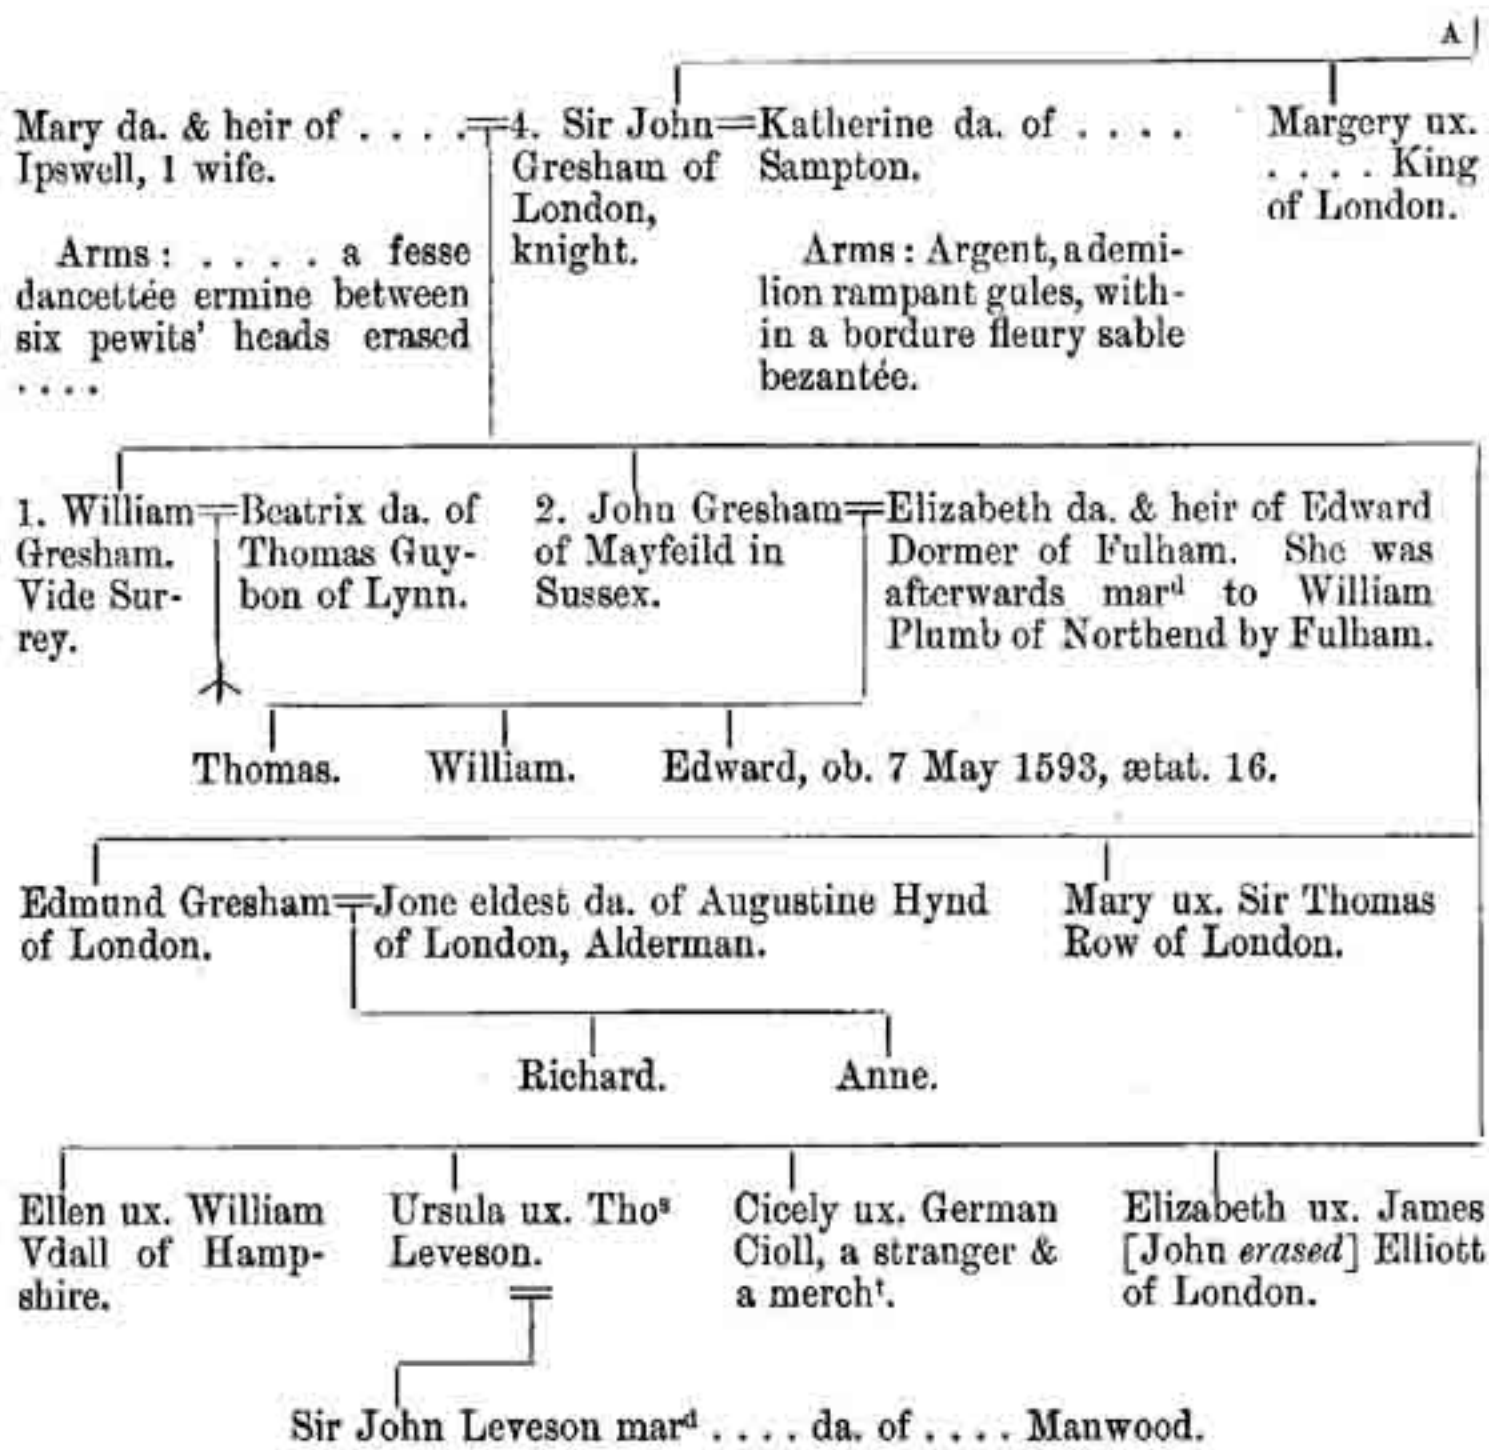 A
Mary da. & heir of . . . .
Ipswell, 1 wife.
Arms : . . . . a fesse
dancettée ermine between
six pewits' heads erased
. . . .
4. Sir John
Gresham of
London,
knight.
Katherine da. of . . . .
Sampton.
Arms : Argent, a demi-
lion rampant gules, with-
in a bordure fleury sable
bezantée.
Margery ux.
. . . . King
of London.
1. William
Gresham.
Vide Sur-
rey.
Beatrix da. of
Thomas Guy-
bon of Lynn.
2. John Gresham
of Mayfeild in
Sussex.
Elizabeth da. & heir of Edward
Dormer of Fulham. She was
afterwards marᵈ to William
Plumb of Northend by Fulham.
Thomas. William. Edward, ob. 7 May 1593, ætat. 16.
Edmund Gresham
of London.
Jone eldest da. of Augustine Hynd
of London, Alderman.
Mary ux. Sir Thomas
Row of London.
Richard. Anne.
Ellen ux. William
Vdall of Hamp-
shire.
Ursula ux. Thoˢ
Leveson.
Cicely ux. German
Cioll, a stranger &
a merchᵗ.
Elizabeth ux. James
[John erased] Elliott
of London.
Sir John Leveson marᵈ . . . . da. of . . . . Manwood.